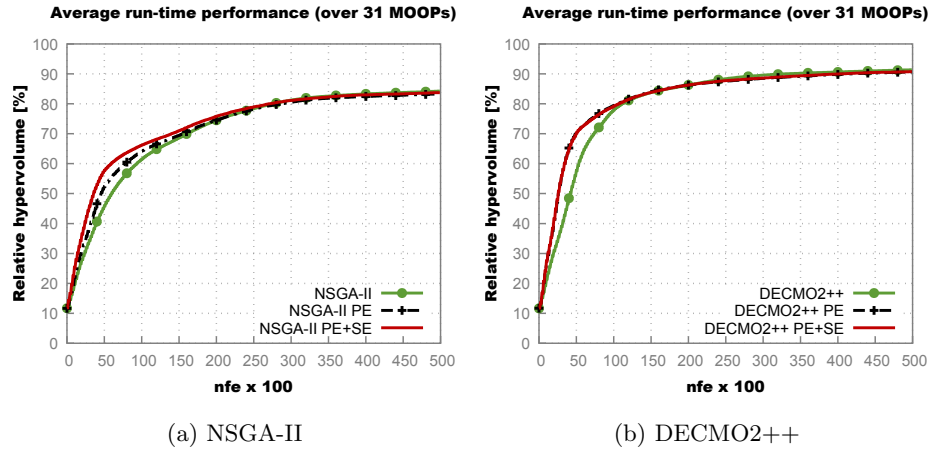 Average run-time performance (over 31 MOOPs)
Relative hypervolume [%]
100
90
80
70
60
50
40
30
20
10
0
NSGA-II
NSGA-II PE
NSGA-II PE+SE
0 50 100 150 200 250 300 350 400 450 500
nfe x 100
(a) NSGA-II
Average run-time performance (over 31 MOOPs)
Relative hypervolume [%]
100
90
80
70
60
50
40
30
20
10
0
DECMO2++
DECMO2++ PE
DECMO2++ PE+SE
0 50 100 150 200 250 300 350 400 450 500
nfe x 100
(b) DECMO2++